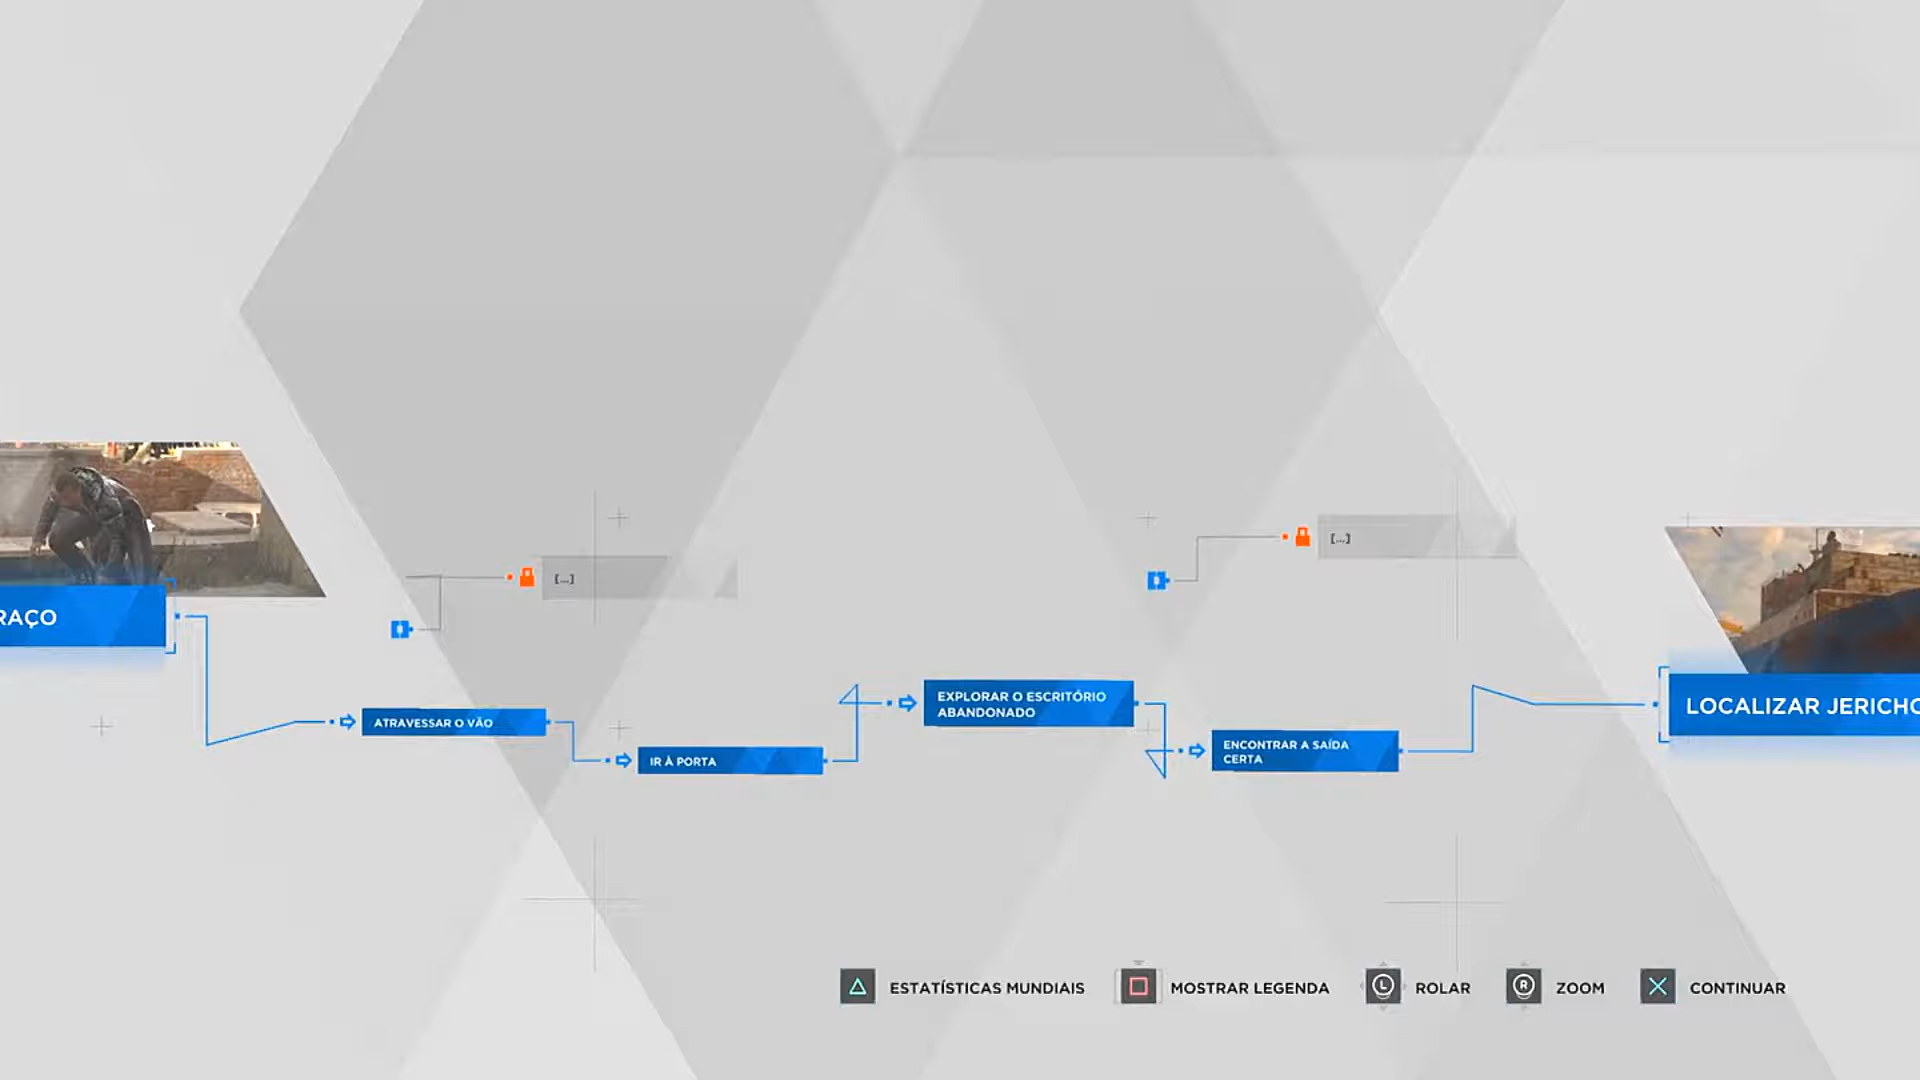 [...]
[...]
RAÇO
ATRAVESSAR O VÃO
IR À PORTA
EXPLORAR O ESCRITÓRIO
ABANDONADO
ENCONTRAR A SAÍDA
CERTA
LOCALIZAR JERICHO
ESTATÍSTICAS MUNDIAIS
MOSTRAR LEGENDA
L
ROLAR
R
ZOOM
CONTINUAR